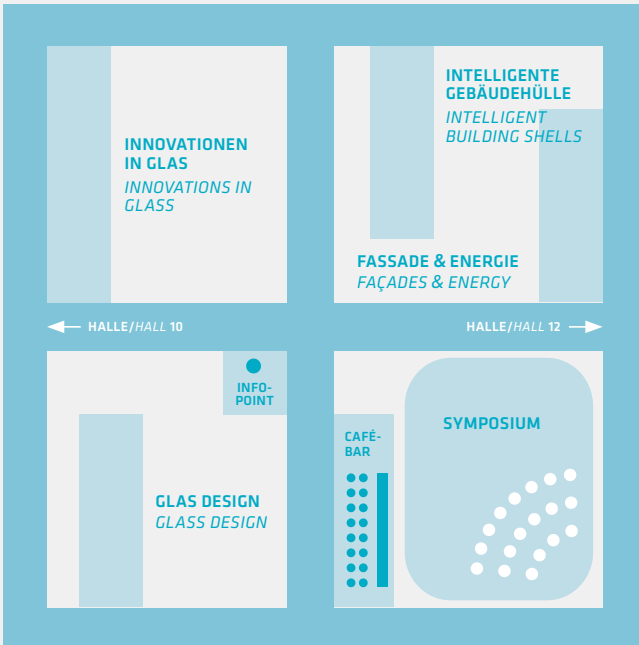 INNOVATIONEN
IN GLAS
INNOVATIONS IN
GLASS
INTELLIGENTE
GEBÄUDEHÜLLE
INTELLIGENT
BUILDING SHELLS
FASSADE & ENERGIE
FAÇADES & ENERGY
HALLE/HALL 10
HALLE/HALL 12
INFO-
POINT
GLAS DESIGN
GLASS DESIGN
CAFÉ-
BAR
SYMPOSIUM